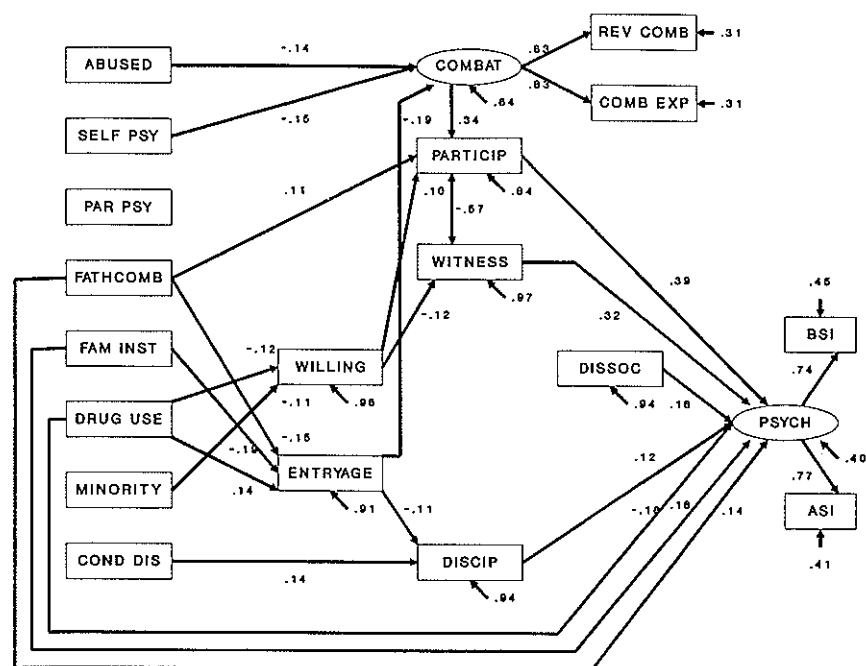 -.14
.83
REV COMB
.31
ABUSED
COMBAT
.83
COMB EXP
.31
.64
-.15
-.19
.34
SELF PSY
PARTICIP
.11
.10
.84
PAR PSY
-.57
WITNESS
.39
FATHCOMB
.97
.45
-.12
.32
BSI
FAM INST
-.12
WILLING
DISSOC
.74
.96
.94
.16
DRUG USE
-.11
PSYCH
-.15
-.19
.12
.40
ENTRYAGE
.77
MINORITY
.14
.91
-.11
-.10
.16
.14
ASI
COND DIS
DISCIP
.14
.94
.41